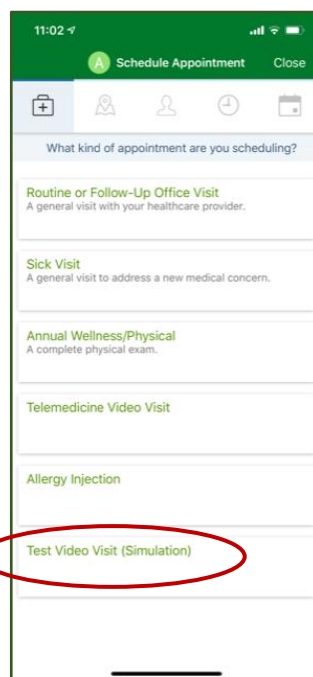 11:02
A Schedule Appointment Close
What kind of appointment are you scheduling?
Routine or Follow-Up Office Visit
A general visit with your healthcare provider.
Sick Visit
A general visit to address a new medical concern.
Annual Wellness/Physical
A complete physical exam.
Telemedicine Video Visit
Allergy Injection
Test Video Visit (Simulation)